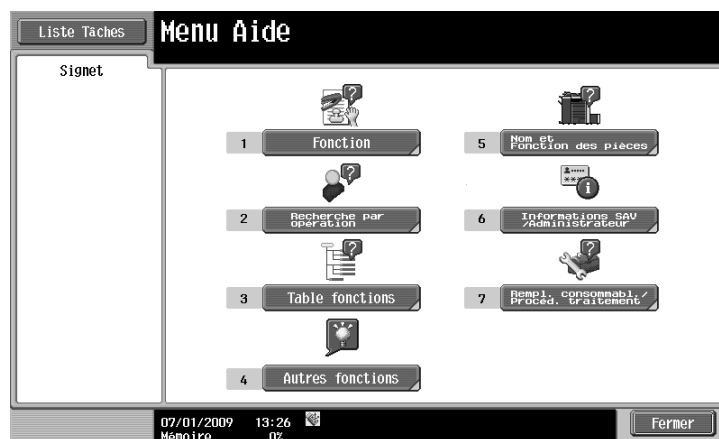 Liste Tâches
Menu Aide
Signet
1 Fonction
2 Recherche par
opération
3 Table fonctions
4 Autres fonctions
5 Nom et
Fonction des pièces
6 Informations SAV
/Administrateur
7 Rempl. consommabl./
Procéd. traitement
07/01/2009 13:26
Mémoire 0%
Fermer